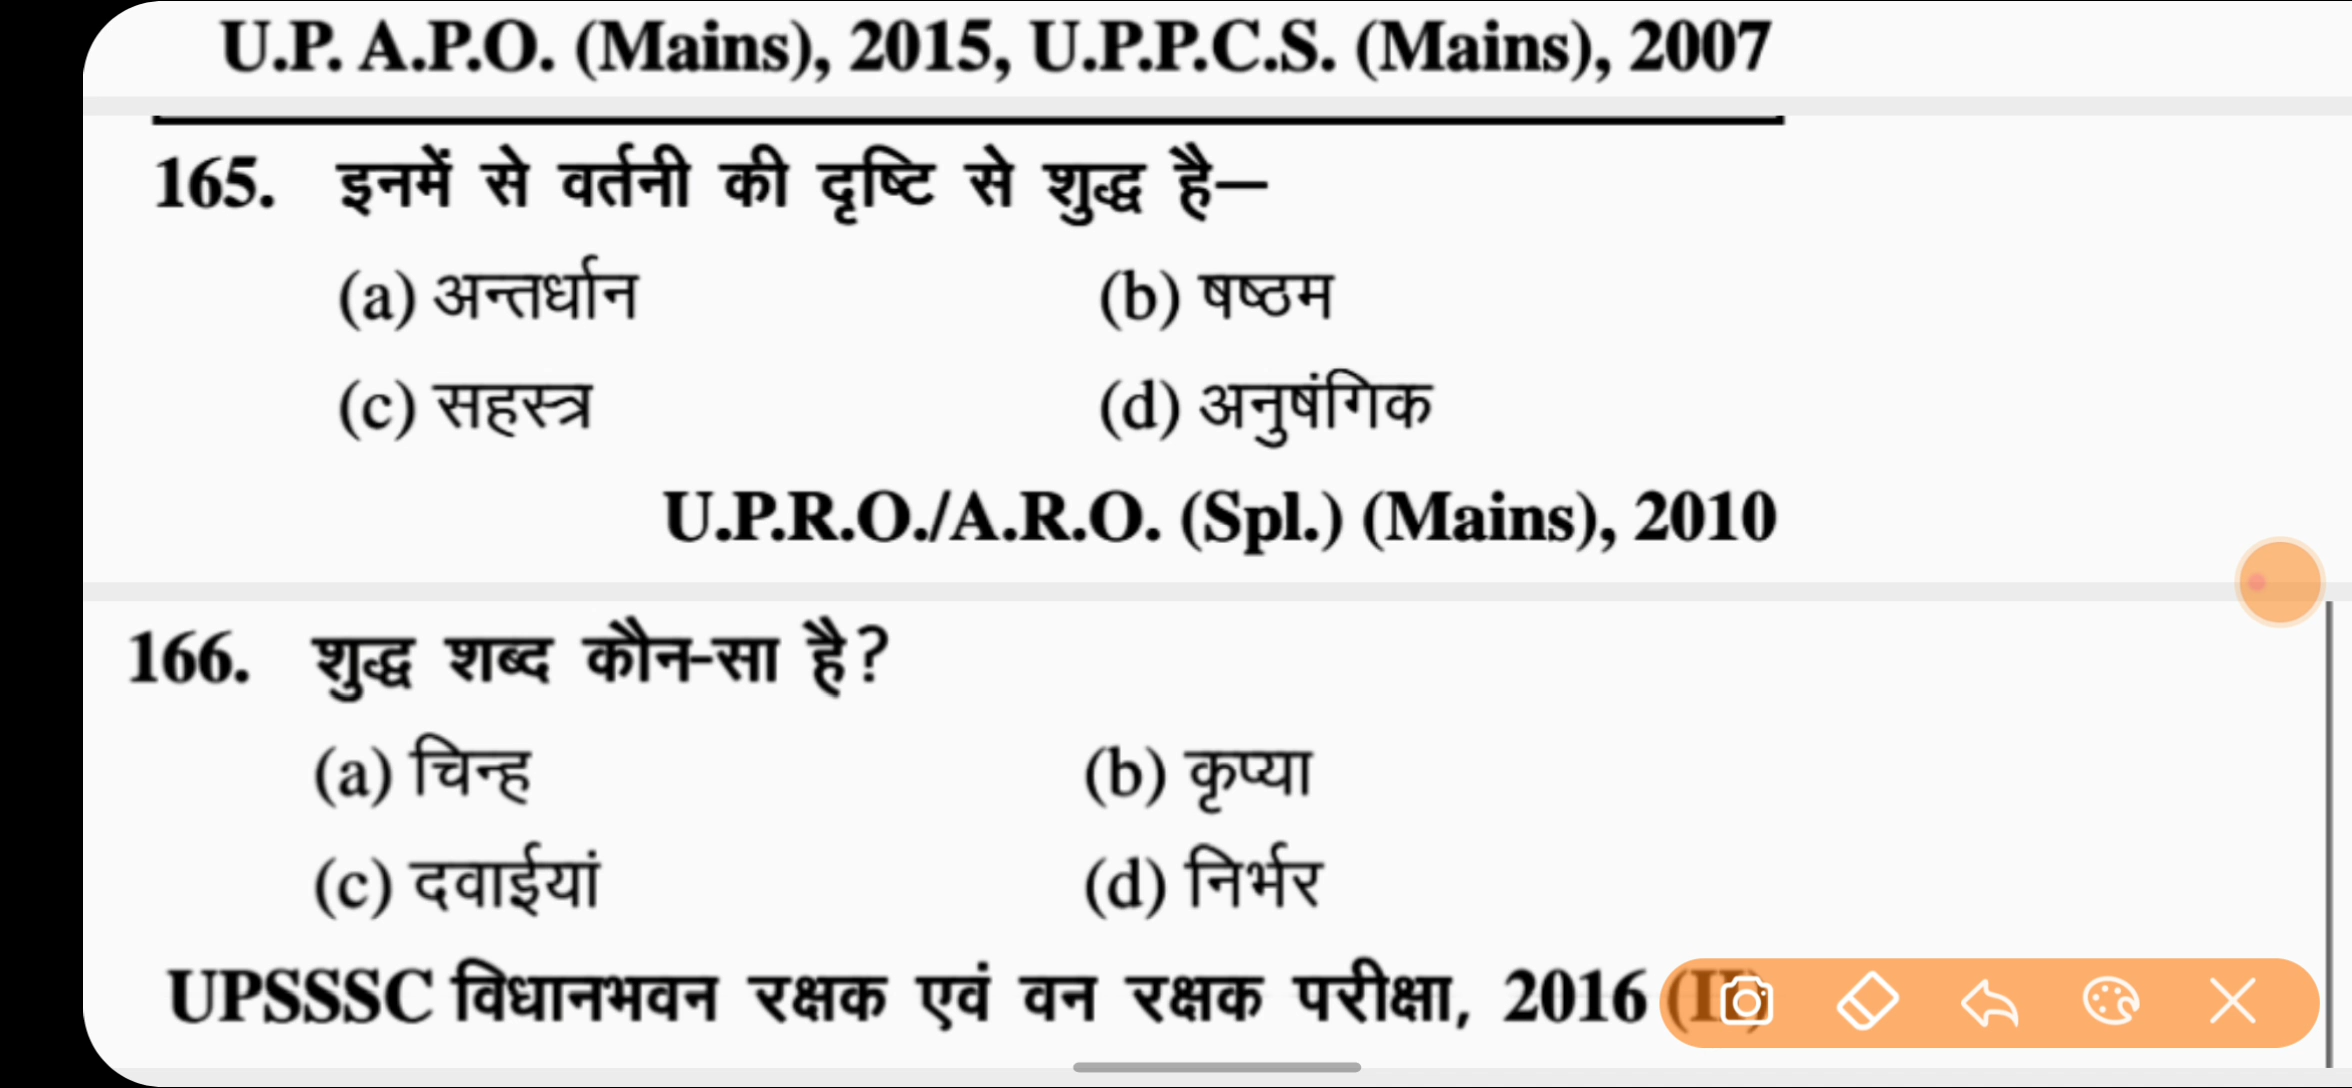 U.P. A.P.O. (Mains), 2015, U.P.P.C.S. (Mains), 2007
165. इनमें से वर्तनी की दृष्टि से शुद्ध है–
(a) अन्तर्धान (b) षष्ठम
(c) सहस्त्र (d) अनुषंगिक
U.P.R.O./A.R.O. (Spl.) (Mains), 2010
166. शुद्ध शब्द कौन-सा है?
(a) चिन्ह (b) कृप्या
(c) दवाईयां (d) निर्भर
UPSSSC विधानभवन रक्षक एवं वन रक्षक परीक्षा, 2016